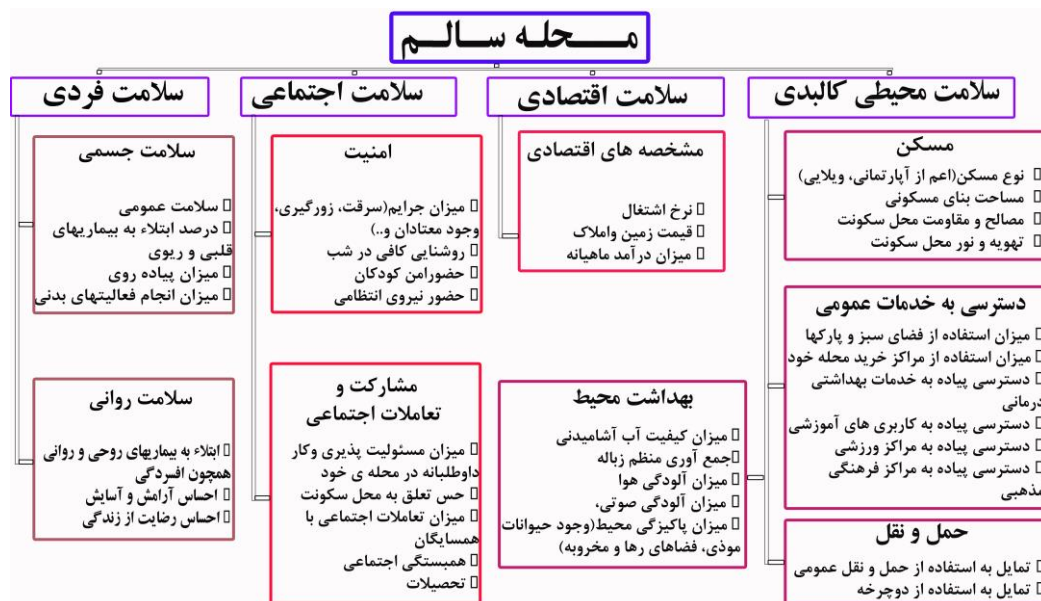 محله سالم
سلامت محیطی کالبدی
مسکن
نوع مسکن(اعم از آپارتمانی، ویلایی)
مساحت بنای مسکونی
مصالح و مقاومت محل سکونت
تهویه و نور محل سکونت
دسترسی به خدمات عمومی
میزان استفاده از فضای سبز و پارکها
میزان استفاده از مراکز خرید محله خود
دسترسی پیاده به خدمات بهداشتی
درمانی
دسترسی پیاده به کاربری های آموزشی
دسترسی پیاده به مراکز ورزشی
دسترسی پیاده به مراکز فرهنگی
مذهبی
حمل و نقل
تمایل به استفاده از حمل و نقل عمومی
تمایل به استفاده از دوچرخه
سلامت اقتصادی
مشخصه های اقتصادی
نرخ اشتغال
قیمت زمین واملاک
میزان درآمد ماهیانه
بهداشت محیط
میزان کیفیت آب آشامیدنی
جمع آوری منظم زباله
میزان آلودگی هوا
میزان آلودگی صوتی،
میزان پاکیزگی محیط(وجود حیوانات
موذی، فضاهای رها و مخروبه)
سلامت اجتماعی
امنیت
میزان جرایم(سرقت، زورگیری،
وجود معتادان و..)
روشنایی کافی در شب
حضورامن کودکان
حضور نیروی انتظامی
مشارکت و
تعاملات اجتماعی
میزان مسئولیت پذیری وکار
داوطلبانه در محله ی خود
حس تعلق به محل سکونت
میزان تعاملات اجتماعی با
همسایگان
همبستگی اجتماعی
تحصیلات
سلامت فردی
سلامت جسمی
سلامت عمومی
درصد ابتلاء به بیماریهای
قلبی و ریوی
میزان پیاده روی
میزان انجام فعالیتهای بدنی
سلامت روانی
ابتلاء به بیماریهای روحی و روانی
همچون افسردگی
احساس آرامش و آسایش
احساس رضایت از زندگی